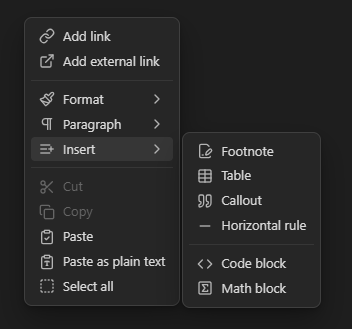 Add link
Add external link
Format
Paragraph
Insert
Cut
Copy
Paste
Paste as plain text
Select all
Footnote
Table
Callout
Horizontal rule
Code block
Math block